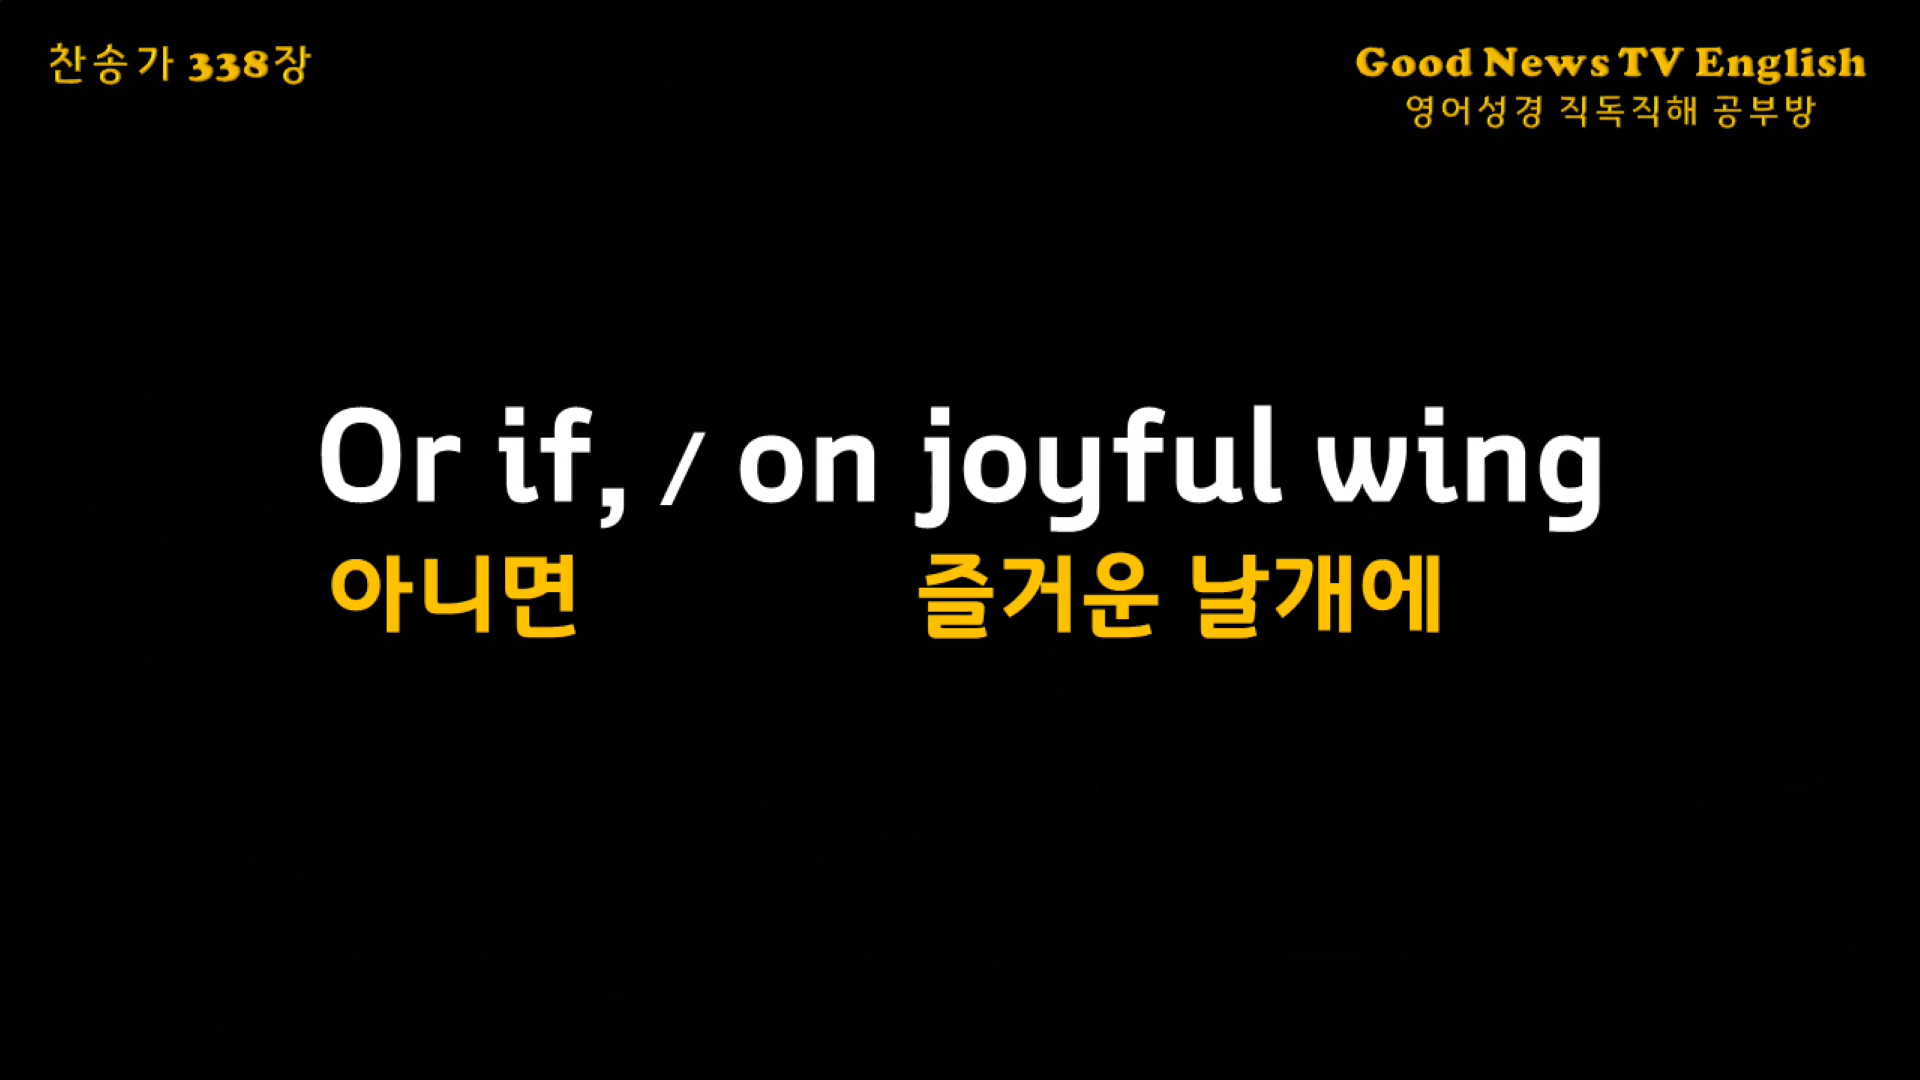 찬송가 338장
Good News TV English
영어성경 직독직해 공부방
Or if, / on joyful wing
아니면 즐거운 날개에